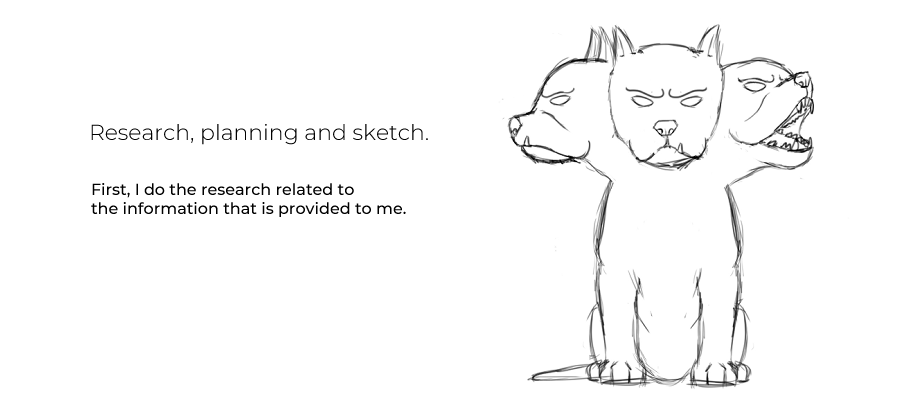 Research, planning and sketch.
First, I do the research related to
the information that is provided to me.